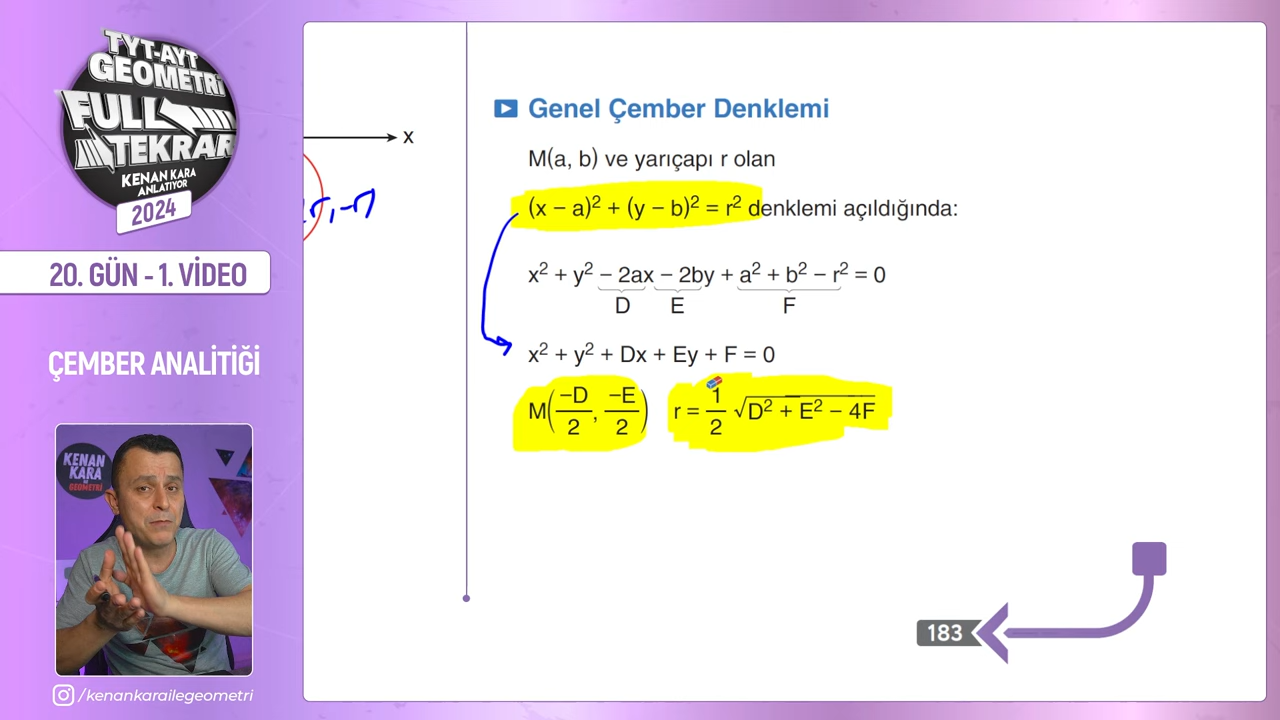 TYT-AYT
GEOMETRİ
FULL
TEKRAR
KENAN KARA
ANLATIYOR
2024
20. GÜN - 1. VİDEO
ÇEMBER ANALİTİĞİ
KENAN
KARA
GEOMETRİ
/kenankarailegeometri
x
r, -r
Genel Çember Denklemi
M(a, b) ve yarıçapı r olan
(x – a)² + (y – b)² = r² denklemi açıldığında:
x² + y² – 2ax – 2by + a² + b² – r² = 0
D E F
x² + y² + Dx + Ey + F = 0
M(–D/2, –E/2) r = 1/2 √(D² + E² – 4F)
183